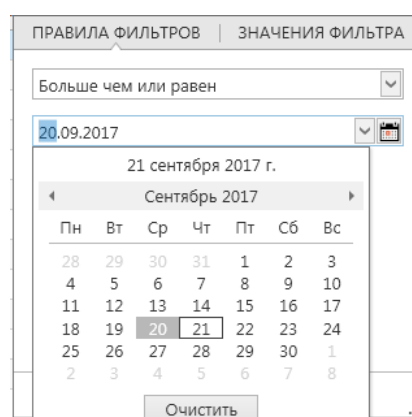 ПРАВИЛА ФИЛЬТРОВ | ЗНАЧЕНИЯ ФИЛЬТРА
Больше чем или равен
20.09.2017
21 сентября 2017 г.
Сентябрь 2017
Пн Вт Ср Чт Пт Сб Вс
28 29 30 31 1 2 3
4 5 6 7 8 9 10
11 12 13 14 15 16 17
18 19 20 21 22 23 24
25 26 27 28 29 30 1
2 3 4 5 6 7 8
Очистить